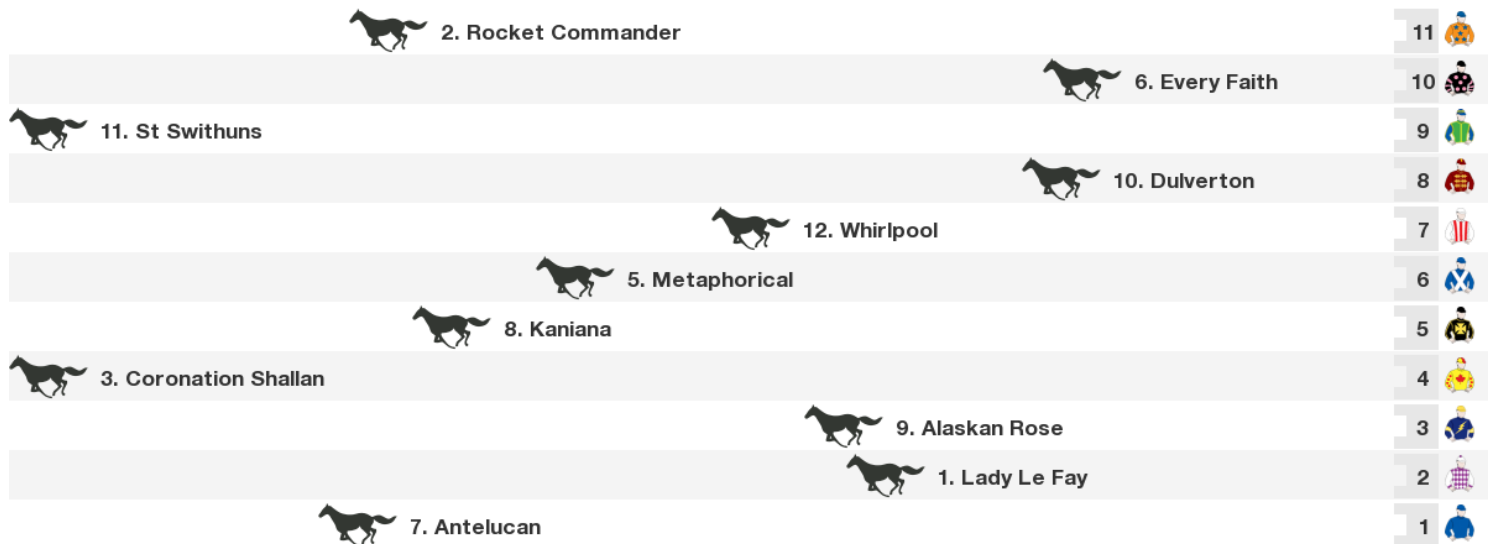 2. Rocket Commander 11
6. Every Faith 10
11. St Swithuns 9
10. Dulverton 8
12. Whirlpool 7
5. Metaphorical 6
8. Kaniana 5
3. Coronation Shallan 4
9. Alaskan Rose 3
1. Lady Le Fay 2
7. Antelucan 1